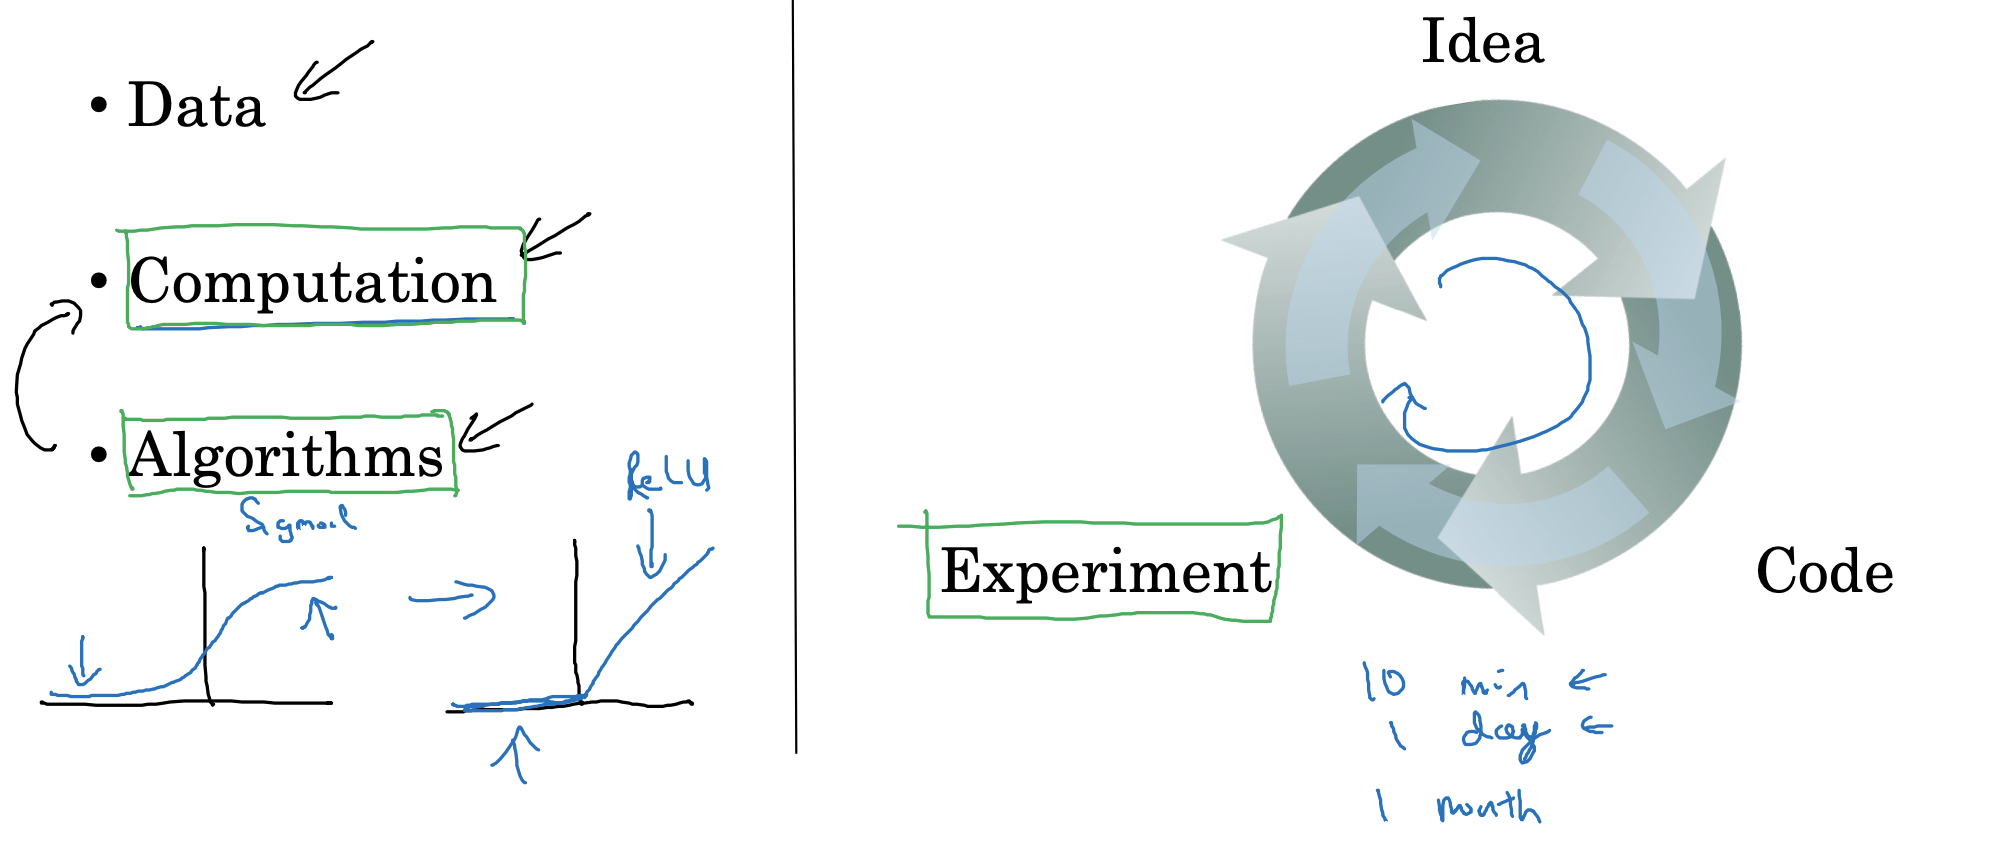 • Data
• Computation
• Algorithms
Sigmoid
ReLU
Idea
Experiment
Code
10 min ←
1 day ←
1 month